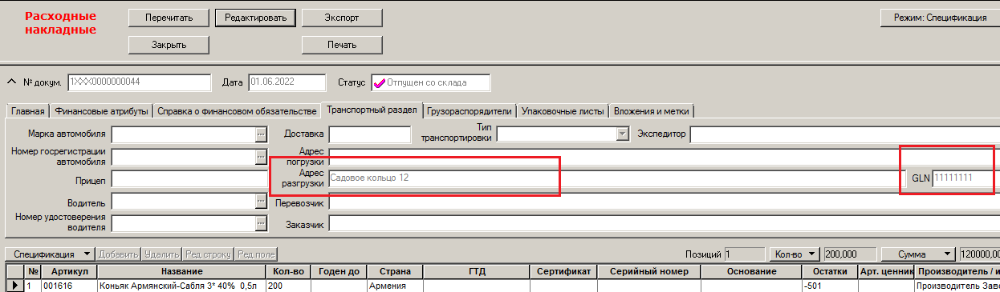 Расходные накладные
Перечитать Редактировать Экспорт
Режим: Спецификация
Закрыть Печать
№ докум. 1XXX0000000044 Дата 01.06.2022 Статус Отпущен со склада
Главная Финансовые атрибуты Справка о финансовом обязательстве Транспортный раздел Грузораспорядители Упаковочные листы Вложения и метки
Марка автомобиля ... Доставка Тип транспортировки Экспедитор
Номер госрегистрации автомобиля ... Адрес погрузки
Прицеп Адрес разгрузки Садовое кольцо 12 GLN 11111111
Водитель ... Перевозчик
Номер удостоверения водителя ... Заказчик
Спецификация Добавить Удалить Ред.строку Ред.поле Позиций 1 Кол-во 200,000 Сумма 120000,00
№ Артикул Название Кол-во Годен до Страна ГТД Сертификат Серийный номер Основание Остатки Арт. ценник Производитель / и
1 001616 Коньяк Армянский-Сабля 3* 40% 0,5л 200 Армения -501 Производитель Заво